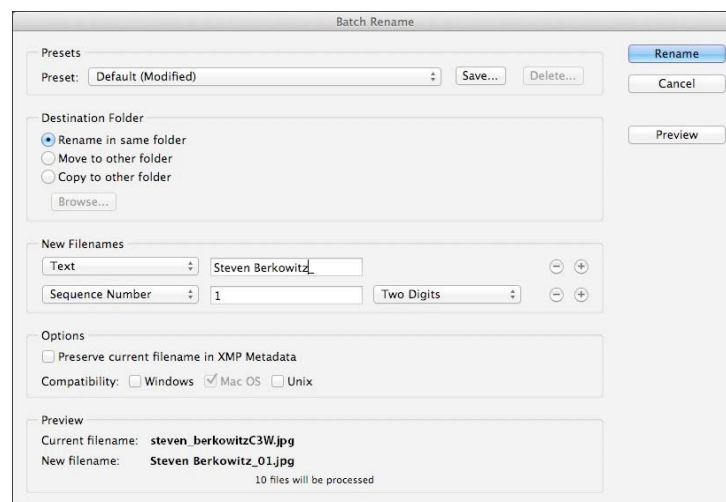 Batch Rename
Presets
Preset: Default (Modified) Save... Delete... Rename
Cancel
Destination Folder
Rename in same folder
Move to other folder
Copy to other folder
Browse...
Preview
New Filenames
Text Steven Berkowitz_
Sequence Number 1 Two Digits
Options
Preserve current filename in XMP Metadata
Compatibility: Windows Mac OS Unix
Preview
Current filename: steven_berkowitzC3W.jpg
New filename: Steven Berkowitz_01.jpg
10 files will be processed